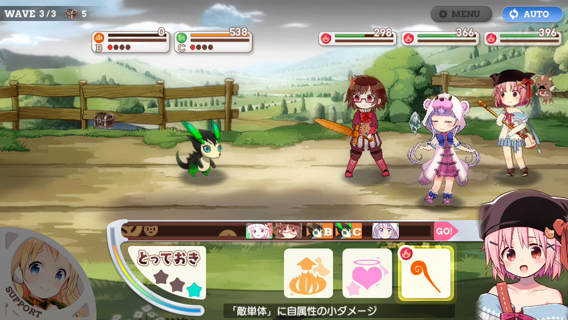 WAVE 3/3 5
MENU
AUTO
B 0
C 538
298
366
396
B C GO!
とっておき
SUPPORT
「敵単体」に自属性の小ダメージ